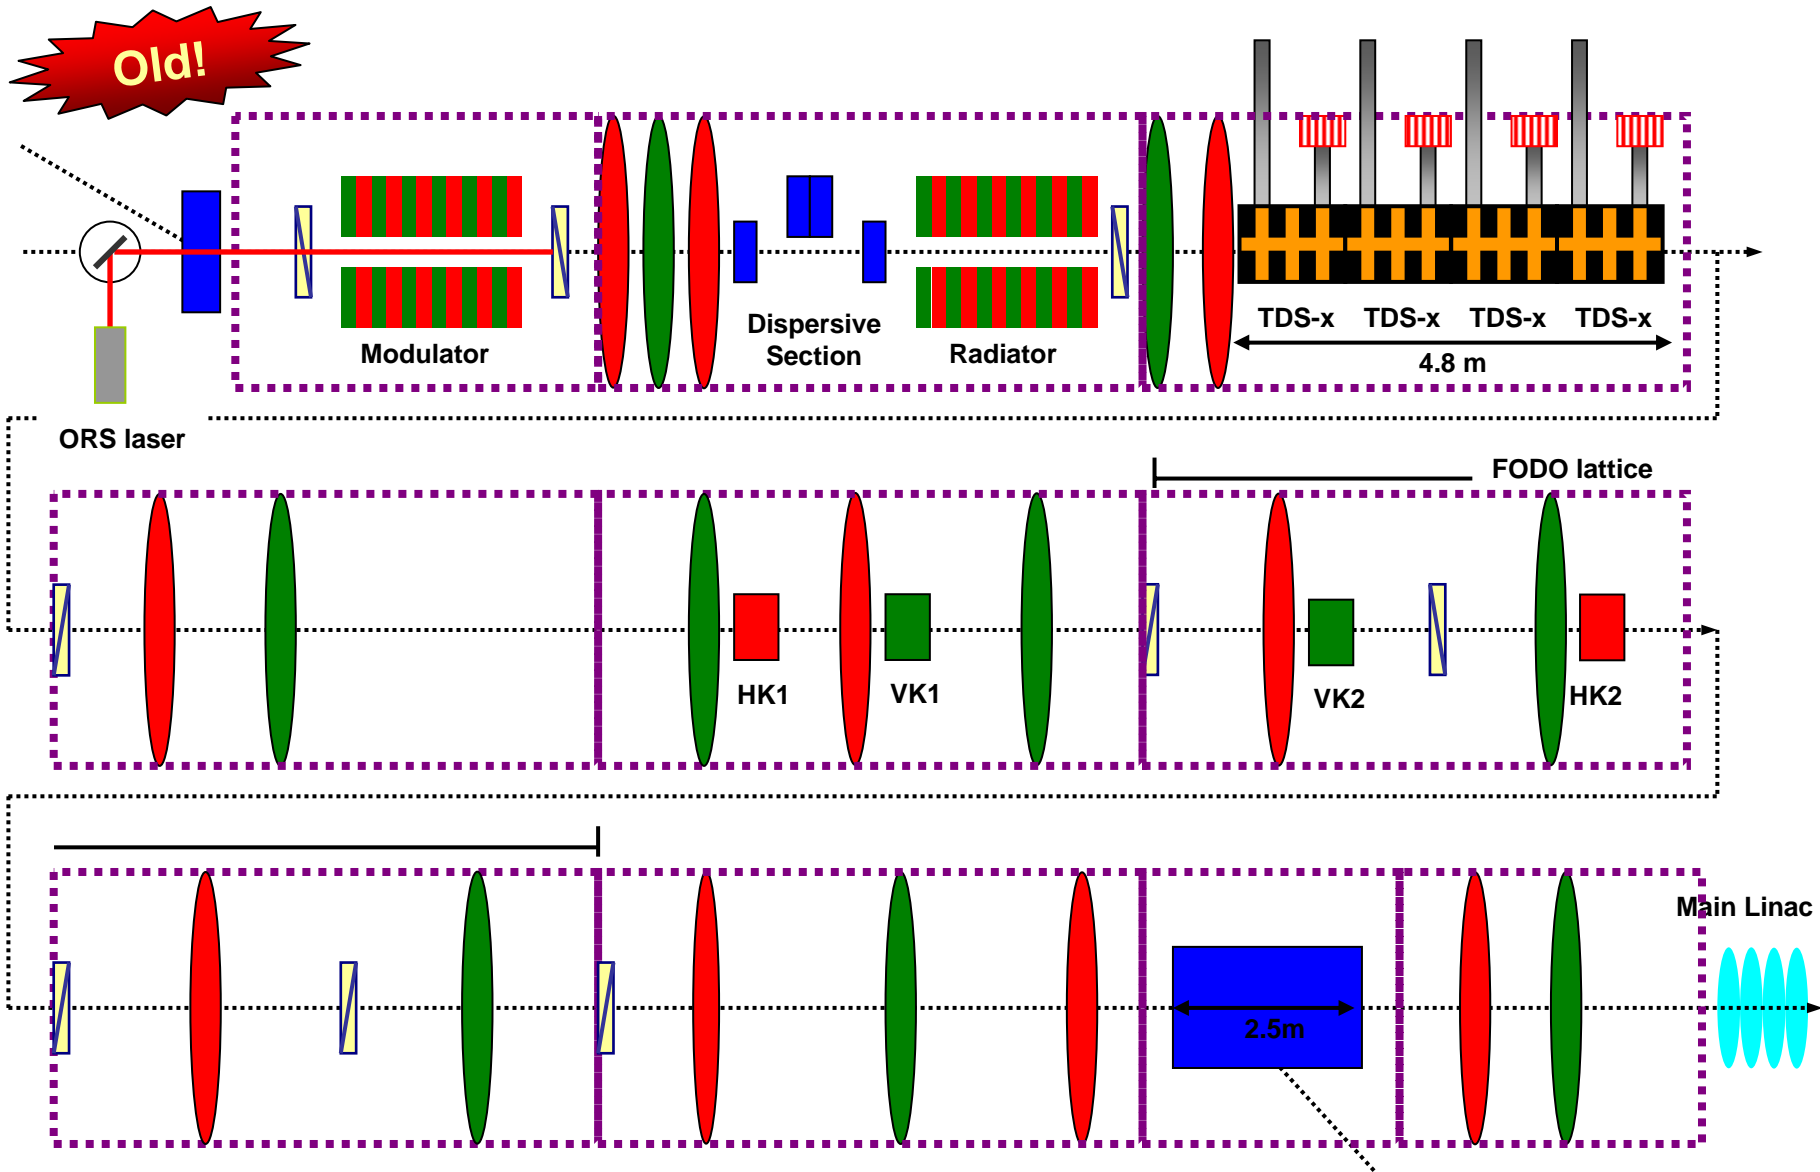 Old!
Modulator
Dispersive
Section
Radiator
TDS-x
TDS-x
TDS-x
TDS-x
4.8 m
ORS laser
FODO lattice
HK1
VK1
VK2
HK2
Main Linac
2.5m